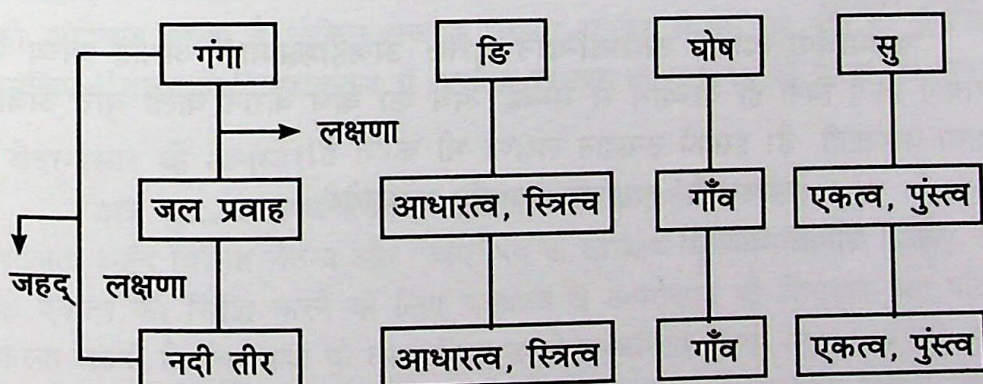 गंगा ङि घोष सु
लक्षणा
जल प्रवाह आधारत्व, स्त्रित्व गाँव एकत्व, पुंस्त्व
जहद् लक्षणा
नदी तीर आधारत्व, स्त्रित्व गाँव एकत्व, पुंस्त्व